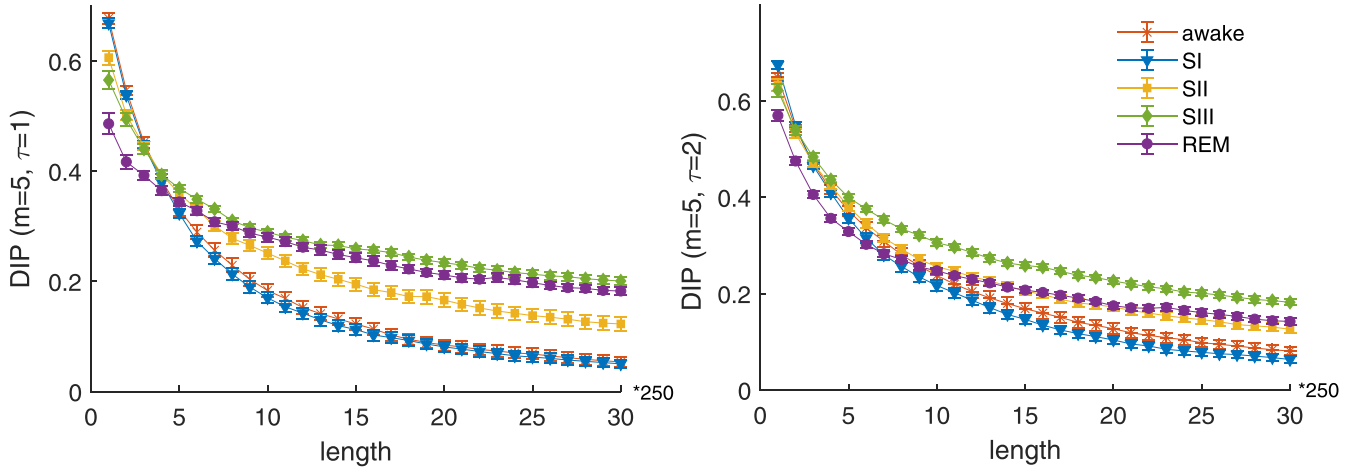 DIP (m=5, τ=1)
0.6
0.4
0.2
0
0 5 10 15 20 25 30
*250
length
DIP (m=5, τ=2)
0.6
0.4
0.2
0
0 5 10 15 20 25 30
*250
length
awake
SI
SII
SIII
REM